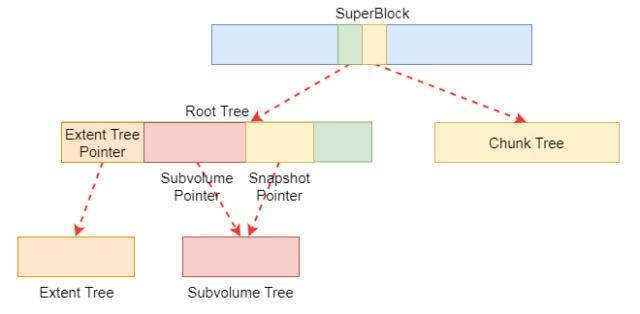 SuperBlock
Root Tree
Extent Tree
Pointer
Chunk Tree
Subvolume
Pointer
Snapshot
Pointer
Extent Tree
Subvolume Tree